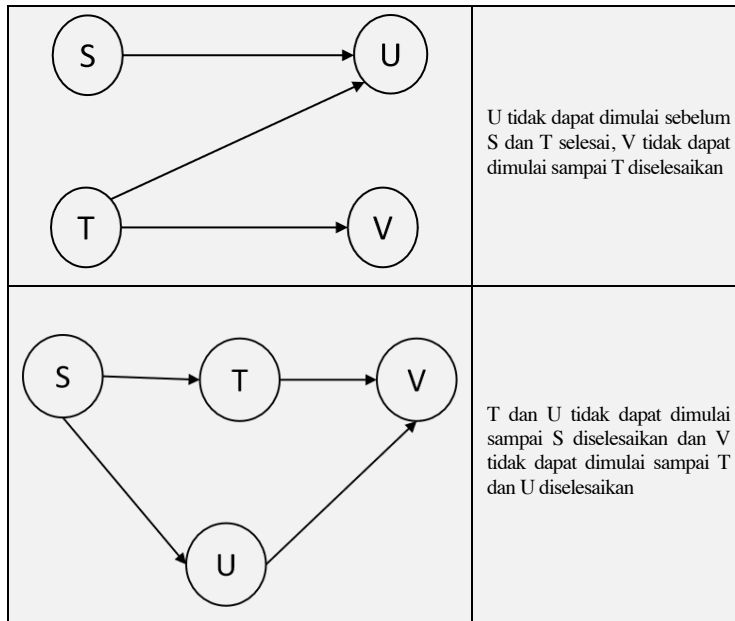 S
U
T
V
U tidak dapat dimulai sebelum
S dan T selesai, V tidak dapat
dimulai sampai T diselesaikan
S
T
V
U
T dan U tidak dapat dimulai
sampai S diselesaikan dan V
tidak dapat dimulai sampai T
dan U diselesaikan